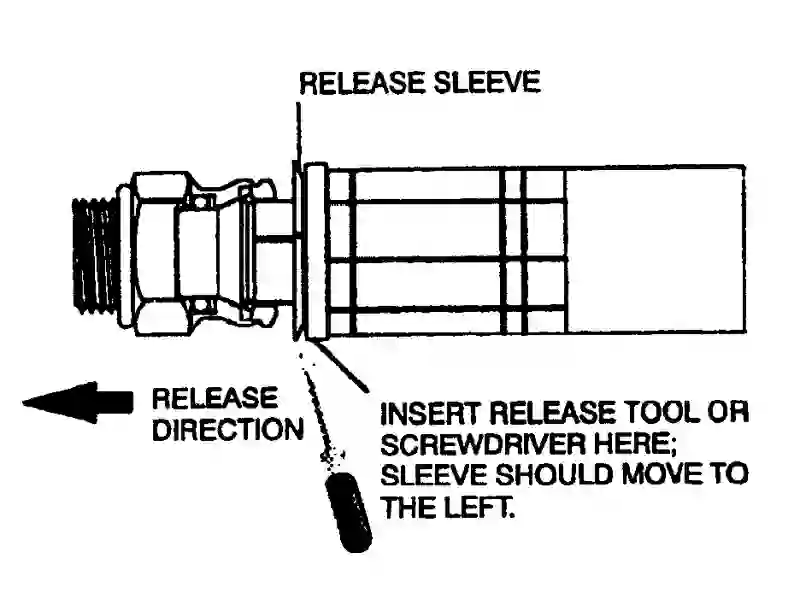 RELEASE SLEEVE
RELEASE
DIRECTION
INSERT RELEASE TOOL OR
SCREWDRIVER HERE;
SLEEVE SHOULD MOVE TO
THE LEFT.